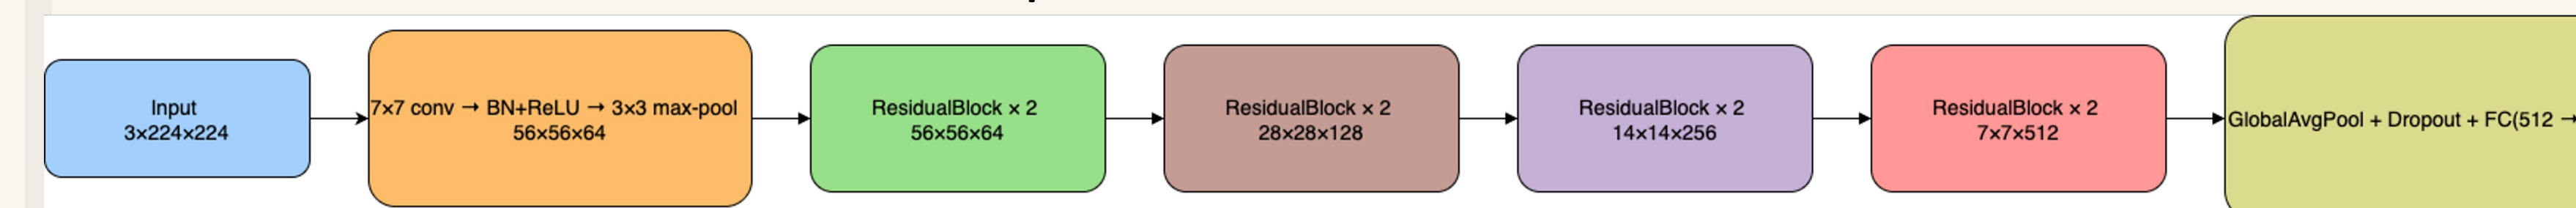 Input
3×224×224
7×7 conv → BN+ReLU → 3×3 max-pool
56×56×64
ResidualBlock × 2
56×56×64
ResidualBlock × 2
28×28×128
ResidualBlock × 2
14×14×256
ResidualBlock × 2
7×7×512
GlobalAvgPool + Dropout + FC(512 →